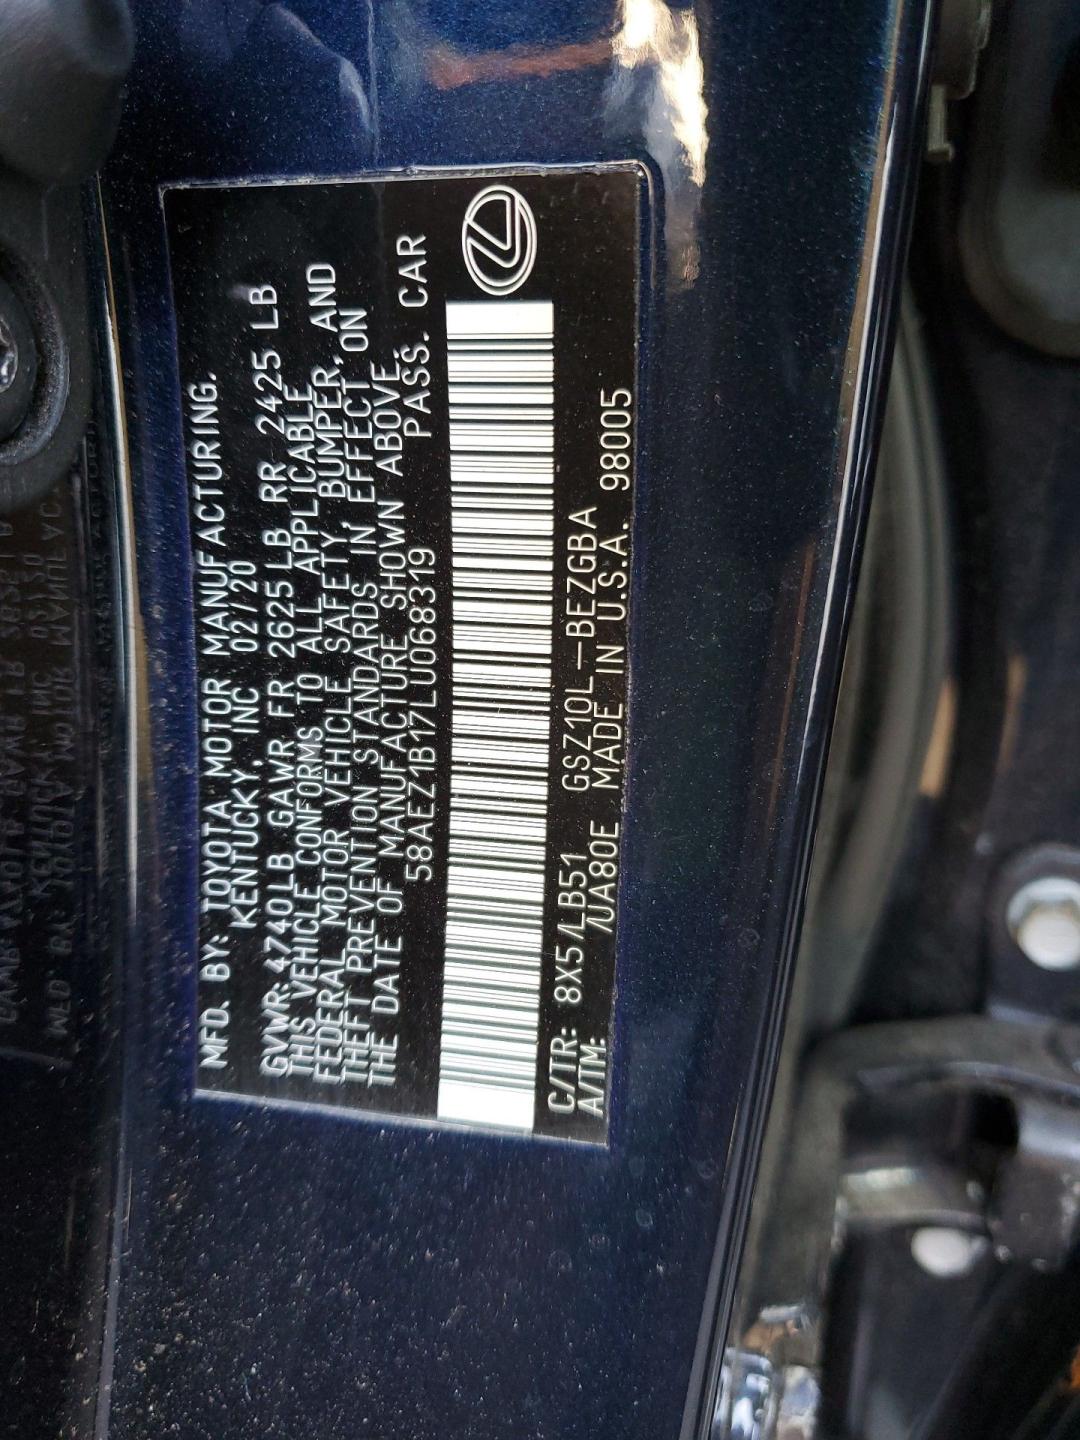 MFD. BY: TOYOTA MOTOR MANUFACTURING.
KENTUCKY, INC 02/20
GVWR: 4740LB GAWR FR 2625LB RR 2425 LB
THIS VEHICLE CONFORMS TO ALL APPLICABLE
FEDERAL MOTOR VEHICLE SAFETY, BUMPER, AND
THEFT PREVENTION STANDARDS IN EFFECT ON
THE DATE OF MANUFACTURE SHOWN ABOVE.
58AEZ1B17LU068319 PASS. CAR
C/TR: 8X5/LB51 GSZ10L-BEZGBA
A/TM: /UA80E MADE IN U.S.A. 98005